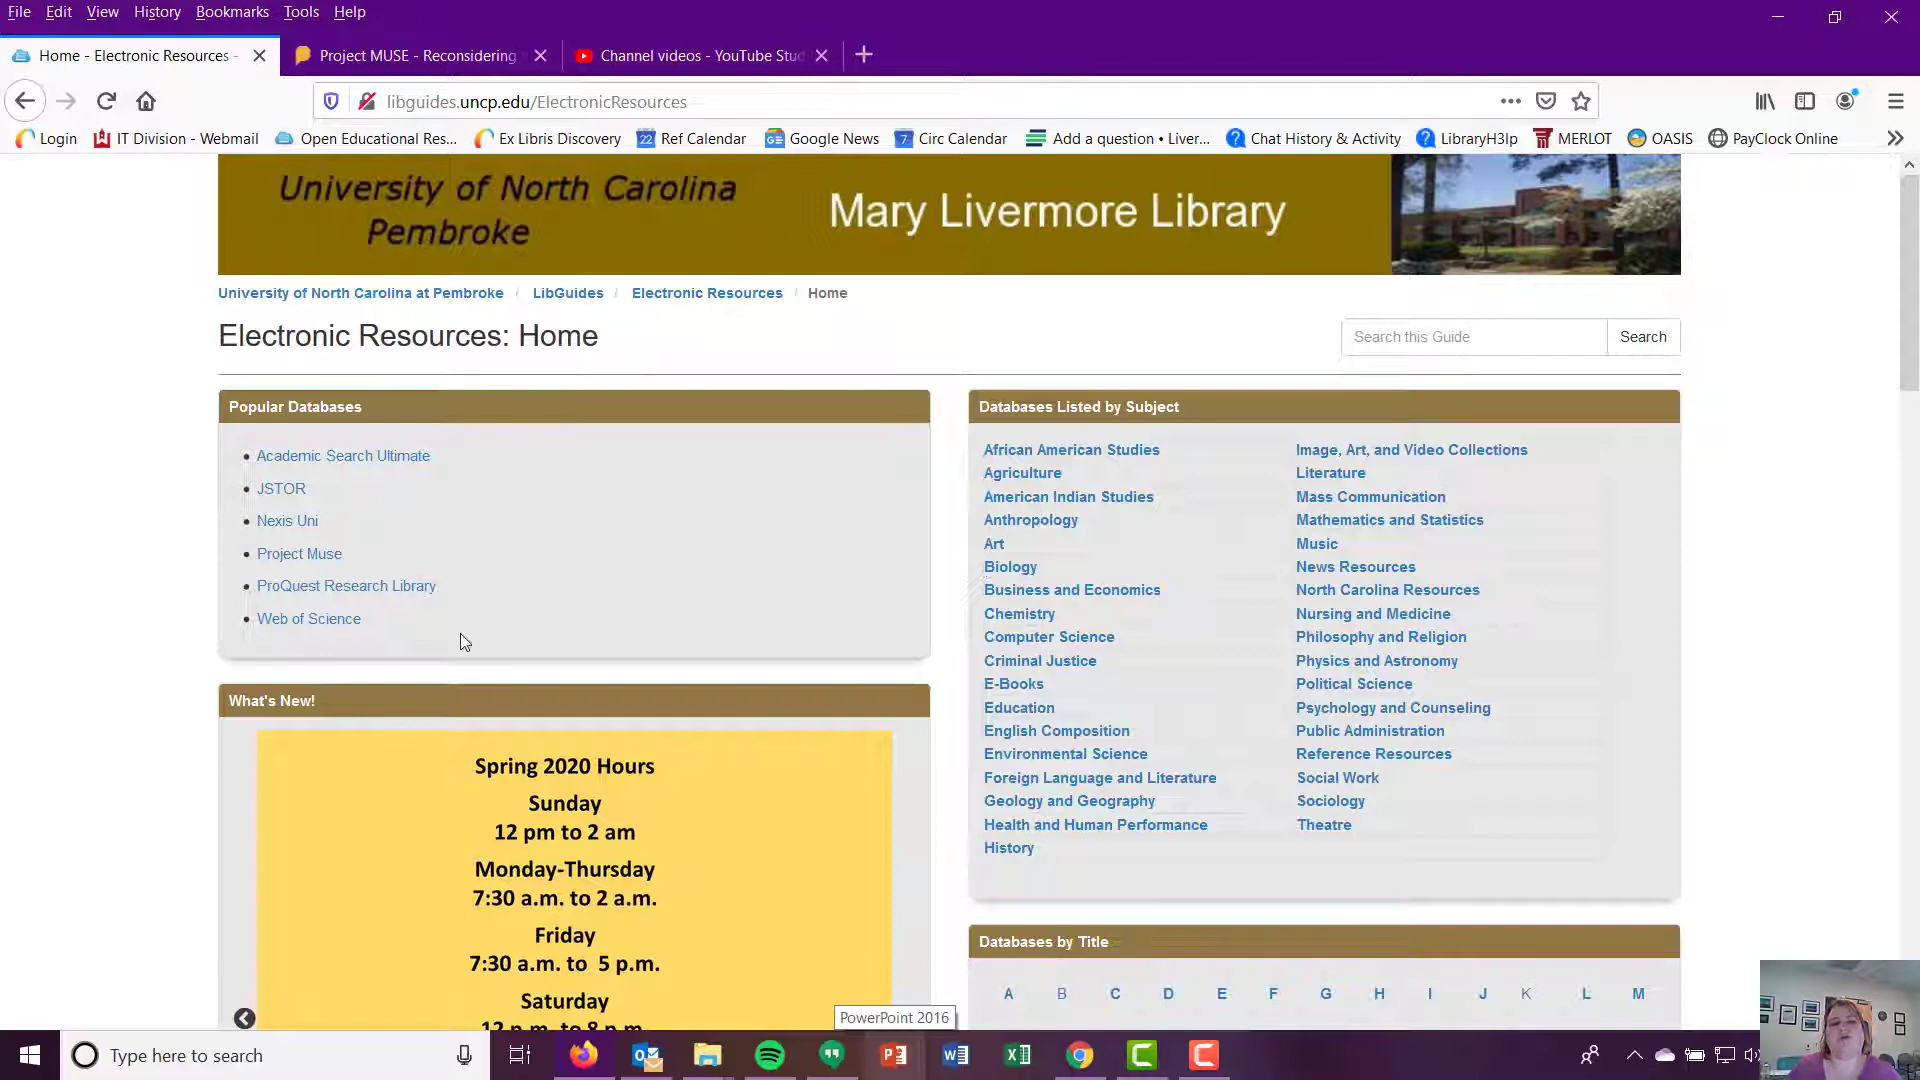 File Edit View History Bookmarks Tools Help
Home - Electronic Resources -
Project MUSE - Reconsidering
Channel videos - YouTube Stud
libguides.uncp.edu/ElectronicResources
Login IT Division - Webmail Open Educational Res... Ex Libris Discovery 22 Ref Calendar Google News 7 Circ Calendar Add a question • Liver... Chat History & Activity LibraryH3lp MERLOT OASIS PayClock Online
University of North Carolina
Pembroke
Mary Livermore Library
University of North Carolina at Pembroke / LibGuides / Electronic Resources / Home
Electronic Resources: Home
Search this Guide Search
Popular Databases
Academic Search Ultimate
JSTOR
Nexis Uni
Project Muse
ProQuest Research Library
Web of Science
What's New!
Spring 2020 Hours
Sunday
12 pm to 2 am
Monday-Thursday
7:30 a.m. to 2 a.m.
Friday
7:30 a.m. to 5 p.m.
Saturday
12 p.m. to 8 p.m.
Databases Listed by Subject
African American Studies
Agriculture
American Indian Studies
Anthropology
Art
Biology
Business and Economics
Chemistry
Computer Science
Criminal Justice
E-Books
Education
English Composition
Environmental Science
Foreign Language and Literature
Geology and Geography
Health and Human Performance
History
Image, Art, and Video Collections
Literature
Mass Communication
Mathematics and Statistics
Music
News Resources
North Carolina Resources
Nursing and Medicine
Philosophy and Religion
Physics and Astronomy
Political Science
Psychology and Counseling
Public Administration
Reference Resources
Social Work
Sociology
Theatre
Databases by Title
A B C D E F G H I J K L M
PowerPoint 2016
Type here to search